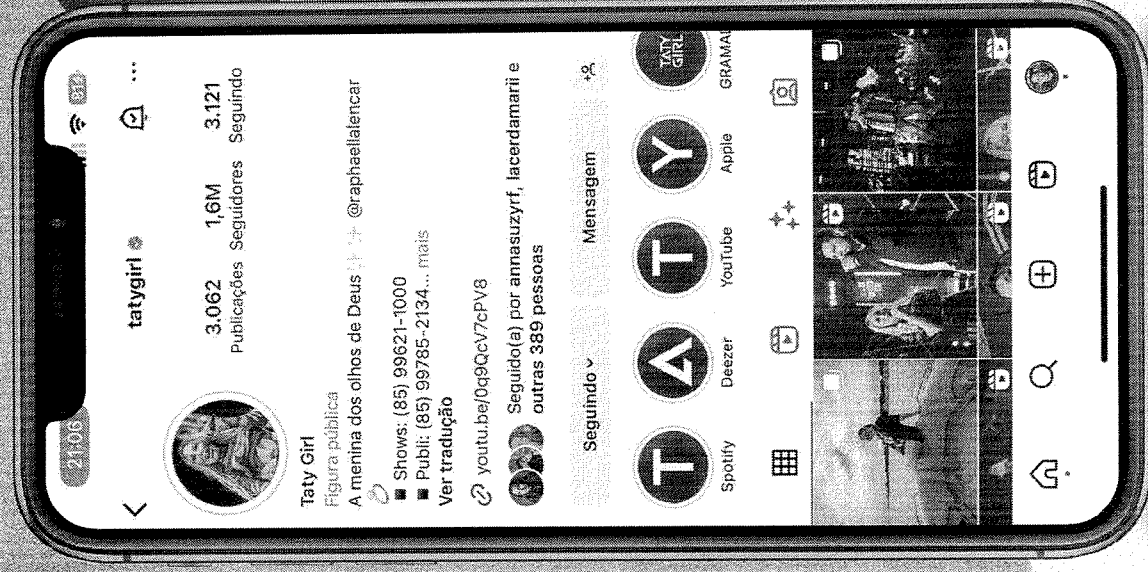 21:06
tatygirl
3.062 1,6M 3.121
Publicações Seguidores Seguindo
Taty Girl
Figura pública
A menina dos olhos de Deus @raphaellalencar
Shows: (85) 99621-1000
Publi: (85) 99785-2134... mais
Ver tradução
youtu.be/0q9QcV7cPV8
Seguido(a) por annasuzyrf, lacerdamarii e
outras 389 pessoas
Seguindo Mensagem
T A T Y TATY GIRL
Spotify Deezer YouTube Apple GRAMA